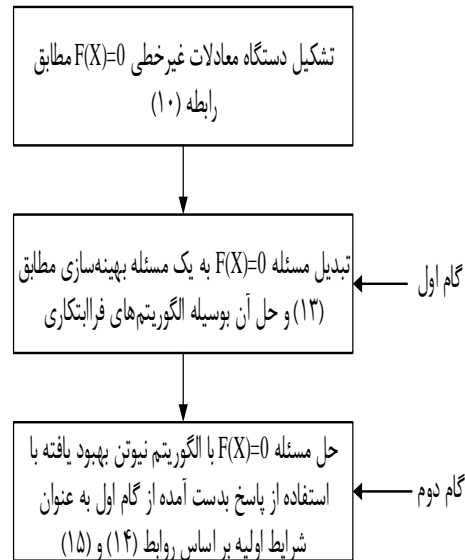 تشکیل دستگاه معادلات غیرخطی F(X)=0 مطابق
رابطه (۱۰)
تبدیل مسئله F(X)=0 به یک مسئله بهینه‌سازی مطابق
(۱۳) و حل آن بوسیله الگوریتم‌های فراابتکاری
گام اول
حل مسئله F(X)=0 با الگوریتم نیوتن بهبود یافته با
استفاده از پاسخ بدست آمده از گام اول به عنوان
شرایط اولیه بر اساس روابط (۱۴) و (۱۵)
گام دوم